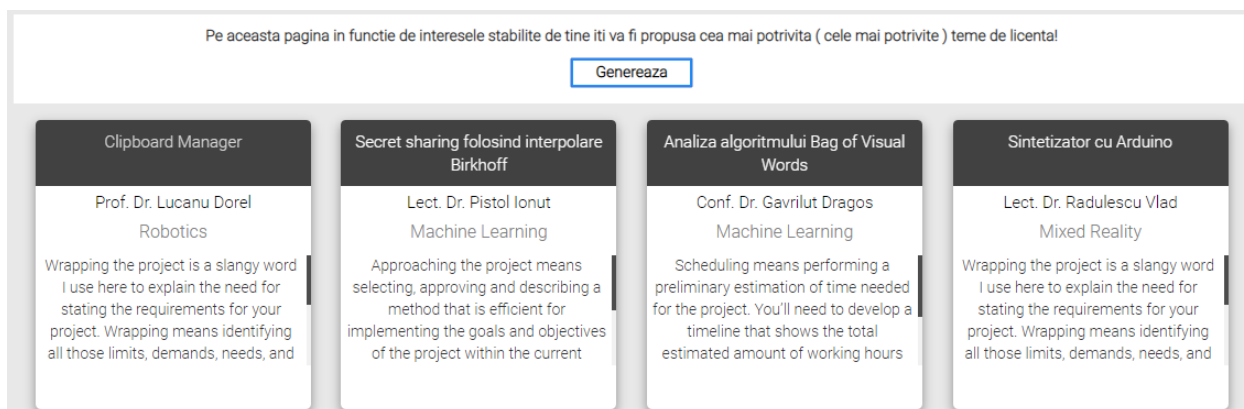 Pe aceasta pagina in functie de interesele stabilite de tine iti va fi propusa cea mai potrivita ( cele mai potrivite ) teme de licenta!
Genereaza
Clipboard Manager
Prof. Dr. Lucanu Dorel
Robotics
Wrapping the project is a slangy word
I use here to explain the need for
stating the requirements for your
project. Wrapping means identifying
all those limits, demands, needs, and
Secret sharing folosind interpolare
Birkhoff
Lect. Dr. Pistol Ionut
Machine Learning
Approaching the project means
selecting, approving and describing a
method that is efficient for
implementing the goals and objectives
of the project within the current
Analiza algoritmului Bag of Visual
Words
Conf. Dr. Gavrilut Dragos
Machine Learning
Scheduling means performing a
preliminary estimation of time needed
for the project. You'll need to develop a
timeline that shows the total
estimated amount of working hours
Sintetizator cu Arduino
Lect. Dr. Radulescu Vlad
Mixed Reality
Wrapping the project is a slangy word
I use here to explain the need for
stating the requirements for your
project. Wrapping means identifying
all those limits, demands, needs, and